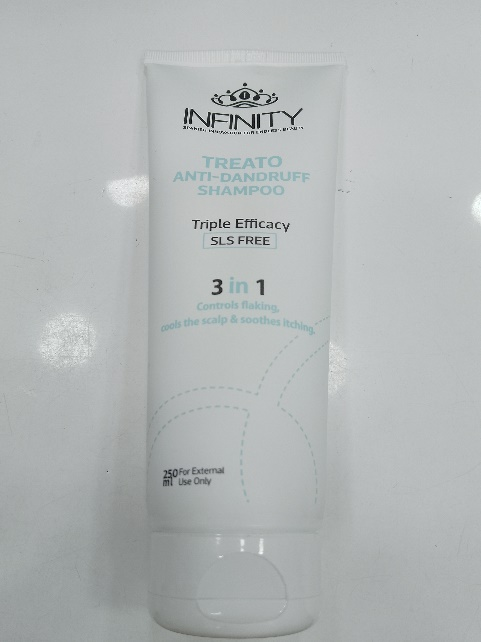 INFINITY
TREATO
ANTI-DANDRUFF
SHAMPOO
Triple Efficacy
SLS FREE
3 in 1
Controls flaking,
cools the scalp & soothes itching.
250 For External
ml Use Only